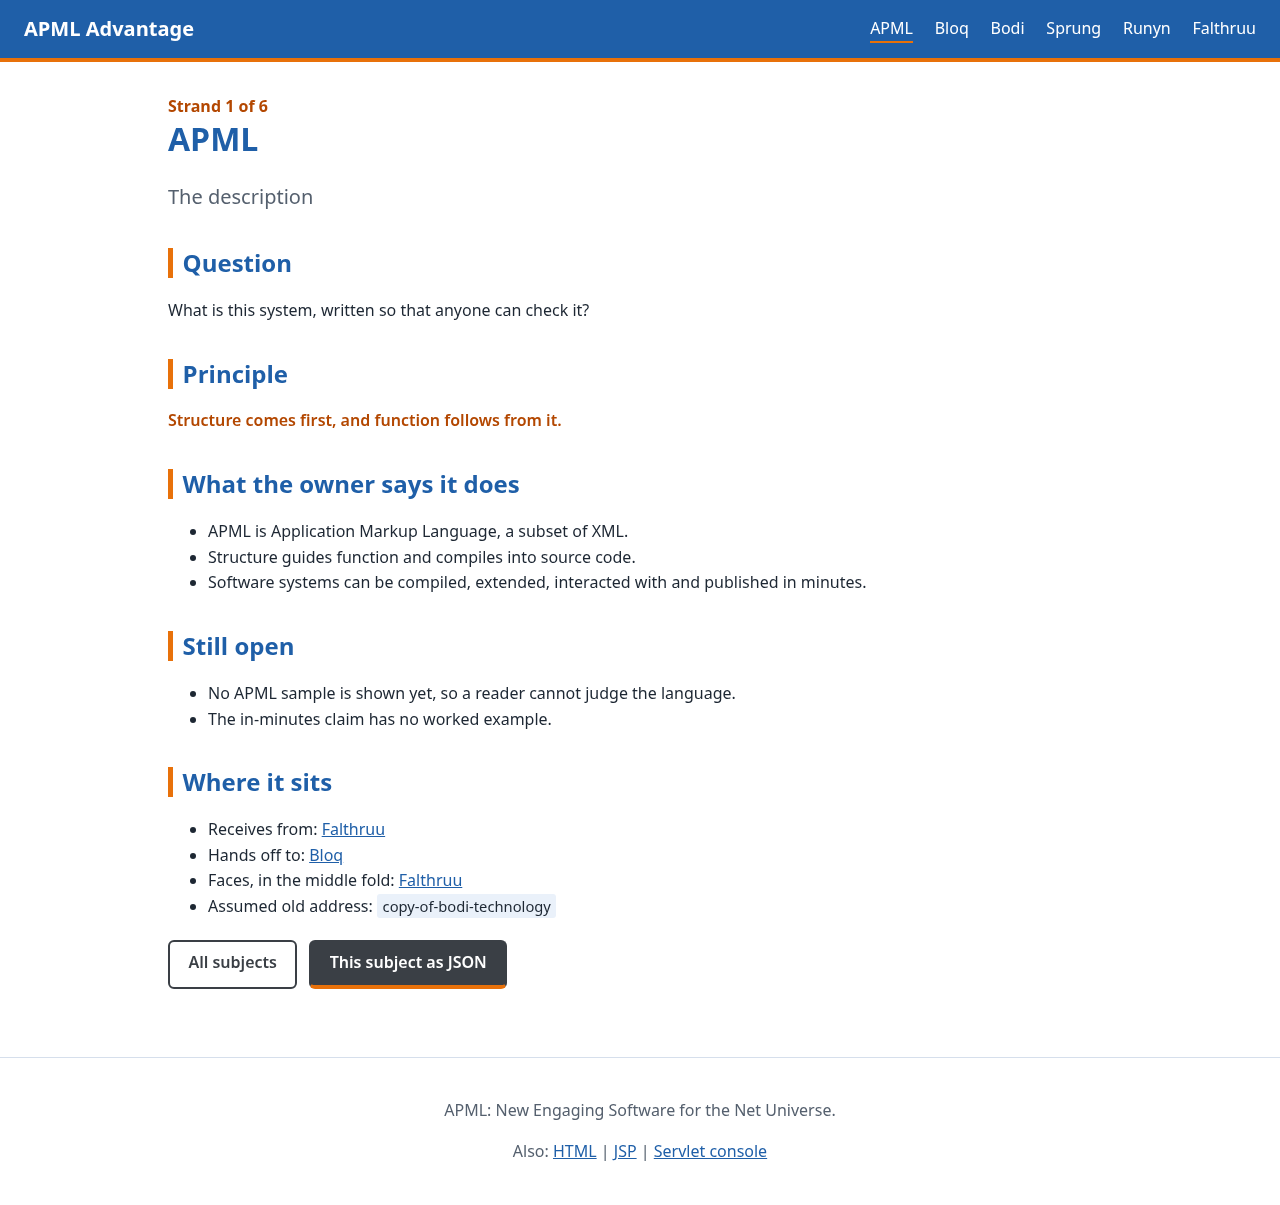 APML Advantage
APML Bloq Bodi Sprung Runyn Falthruu
Strand 1 of 6
APML
The description
Question
What is this system, written so that anyone can check it?
Principle
Structure comes first, and function follows from it.
What the owner says it does
APML is Application Markup Language, a subset of XML.
Structure guides function and compiles into source code.
Software systems can be compiled, extended, interacted with and published in minutes.
Still open
No APML sample is shown yet, so a reader cannot judge the language.
The in-minutes claim has no worked example.
Where it sits
Receives from: Falthruu
Hands off to: Bloq
Faces, in the middle fold: Falthruu
Assumed old address: copy-of-bodi-technology
All subjects
This subject as JSON
APML: New Engaging Software for the Net Universe.
Also: HTML | JSP | Servlet console